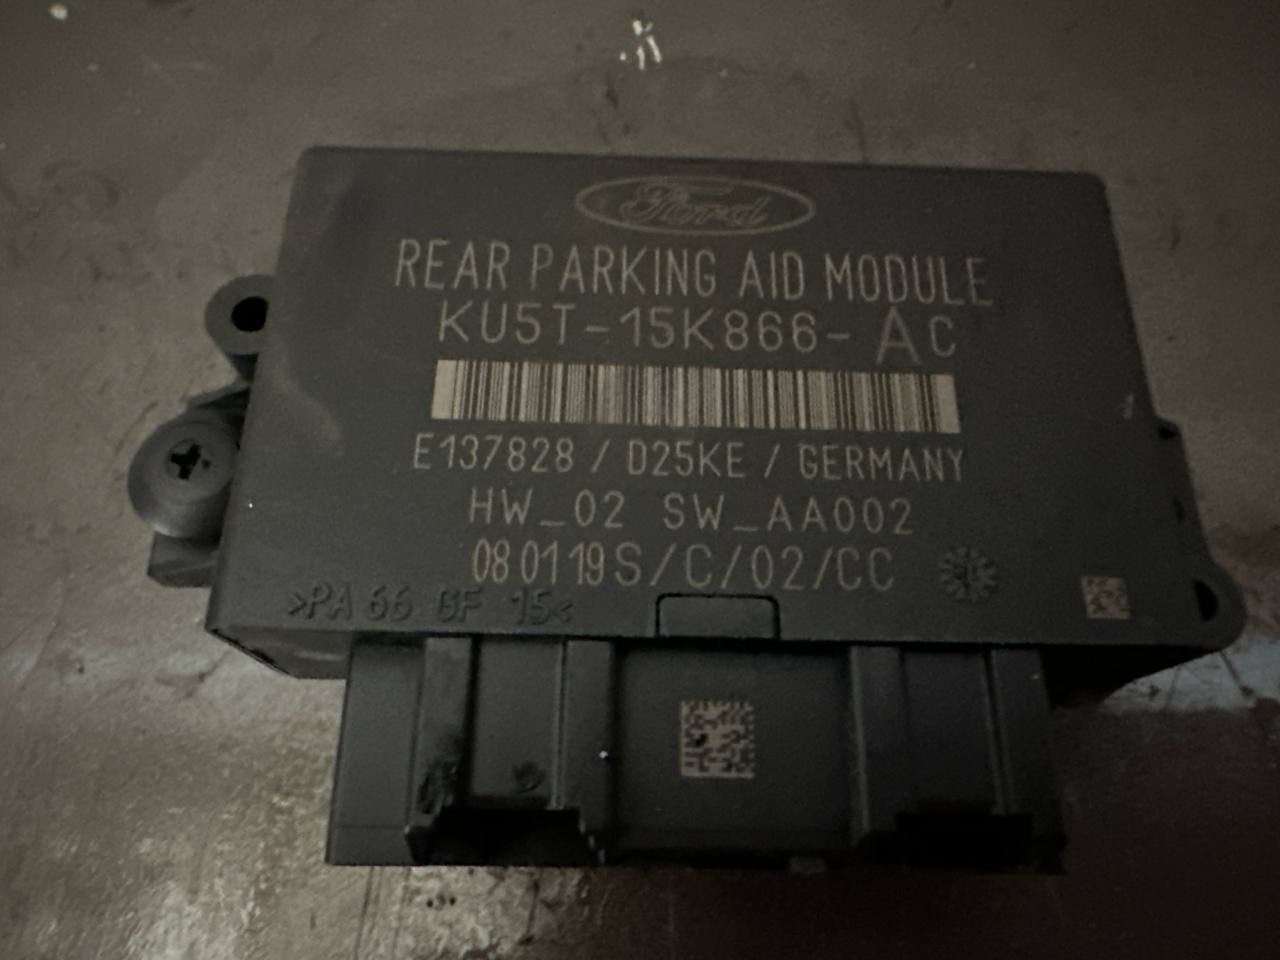 Ford
REAR PARKING AID MODULE
KU5T-15K866-AC
E137828 / D25KE / GERMANY
HW_02 SW_AA002
080119S/C/02/CC
>PA 66 GF 15<